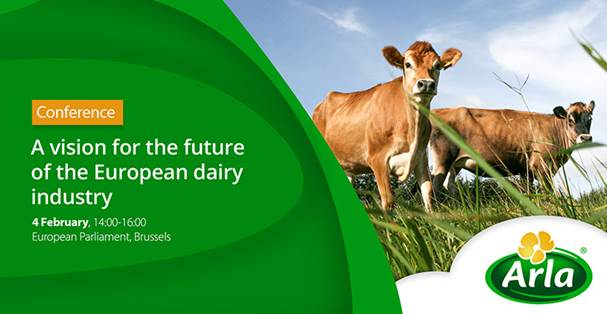 Conference
A vision for the future
of the European dairy
industry
4 February, 14:00-16:00
European Parliament, Brussels
Arla®